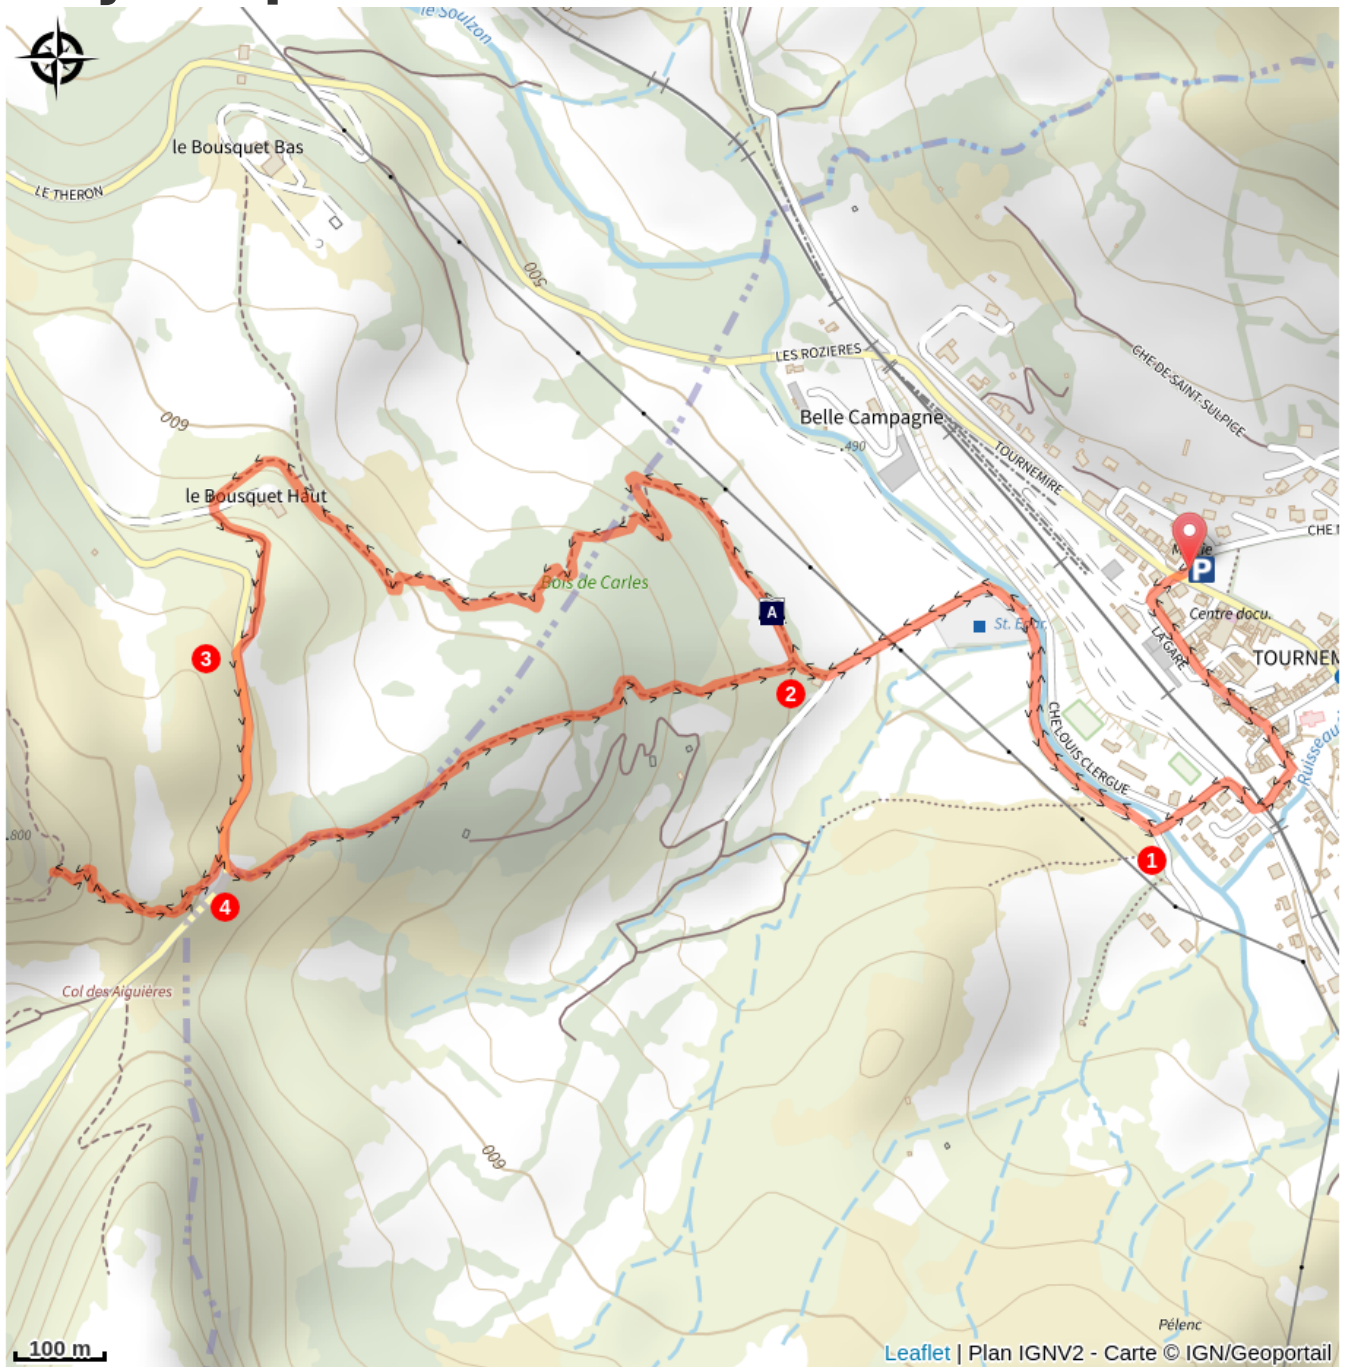 le Soulzon
le Bousquet Bas
LE THERON
500
LES ROZIERES
CHE-DE-SAINT-SULPICE
Belle Campagne
490
TOURNEMIRE
600
le Bousquet Haut
CHE
P
Bois de Carles
A
Centre docu.
St. Epur.
LA GARE
TOURNEM
3
2
CHE LOUIS CLERGUE
Ruisseau
800
1
4
Col des Aiguières
600
Pélenc
100 m
Leaflet | Plan IGNV2 - Carte © IGN/Geoportail